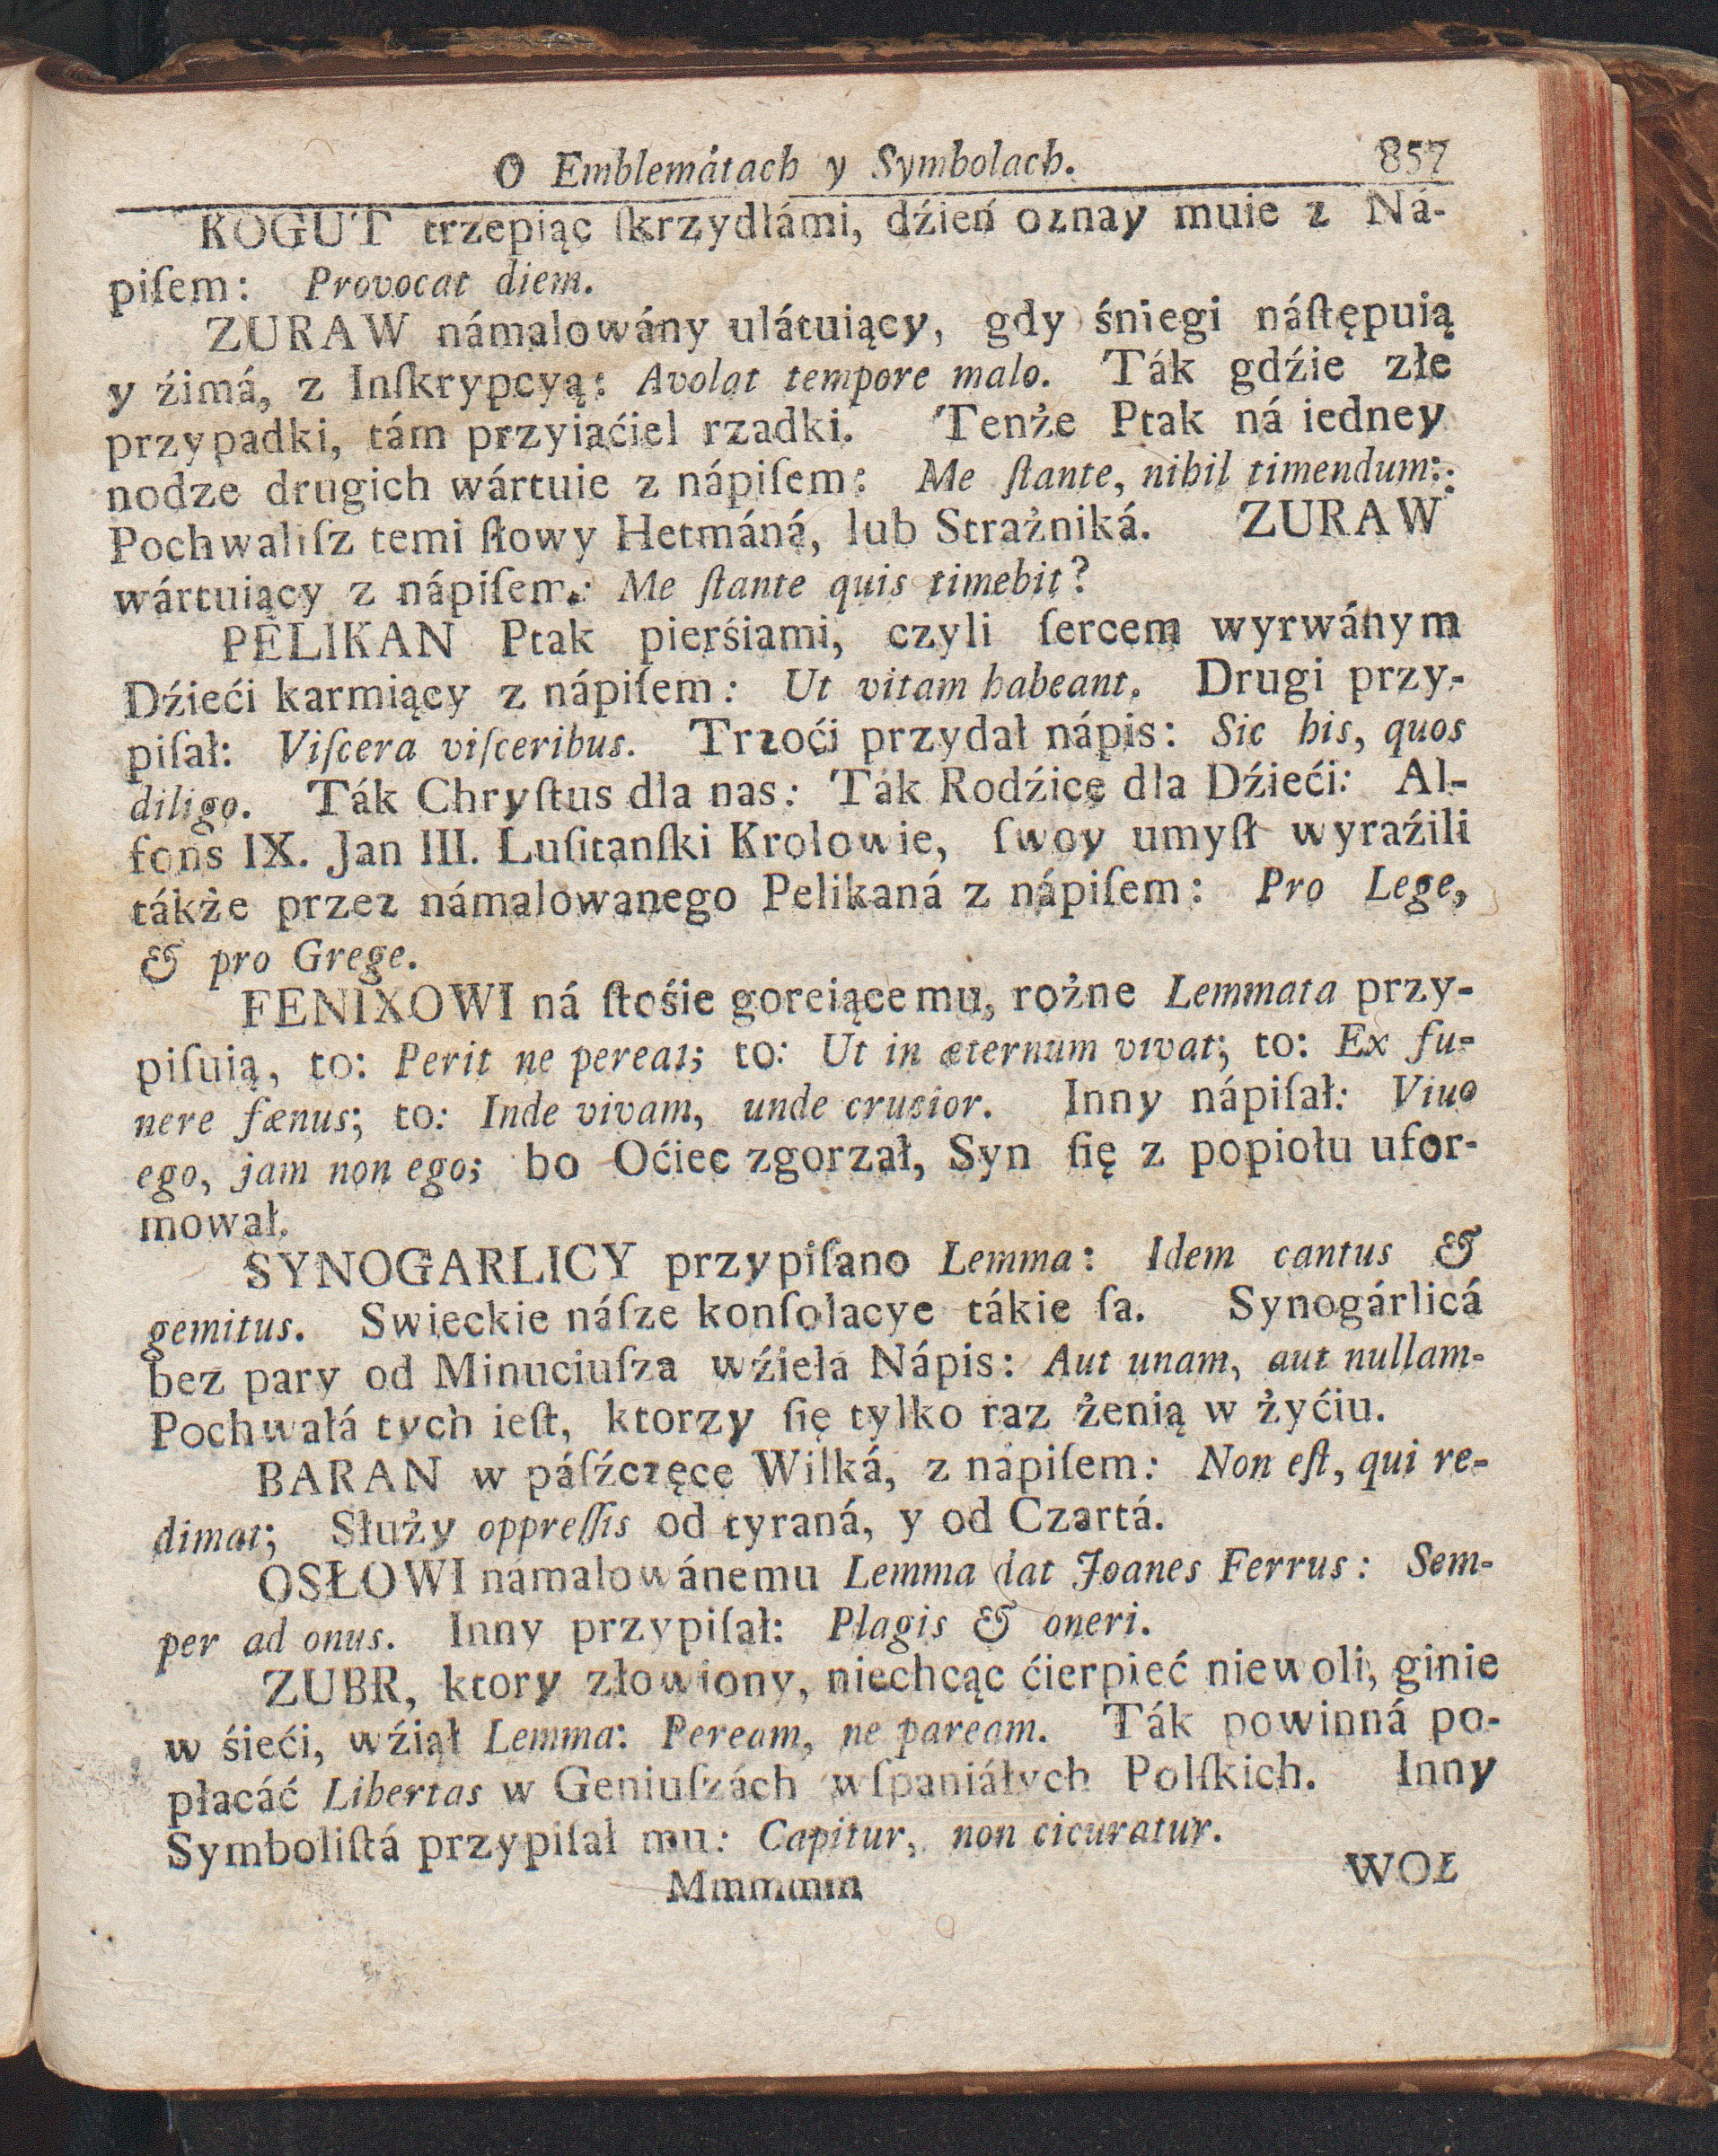 O Emblemátach y Symbolach. 857
KOGUT trzepiąc ſkrzydłámi, dźień oznay muie z Ná-
piſem: Provocat diem.
ZURAW námalowány ulátuiący, gdy śniegi náſtępuią
y źimá, z Inſkrypcyą: Avolat tempore malo. Ták gdźie złe
przypadki, tám przyiaćiel rzadki. Tenże Ptak ná iedney
nodze drugich wártuie z nápiſem: Me ſtante, nihil timendum:
Pochwaliſz temi ſłowy Hetmáná, lub Strażniká. ZURAW
wártuiący z nápiſem: Me ſtante quis timebit?
PELIKAN Ptak pierśiami, czyli ſercem wyrwánym
Dźieći karmiący z nápiſem: Ut vitam habeant. Drugi przy-
piſał: Viſcera viſceribus. Trzoći przydał nápis: Sic his, quos
diligo. Ták Chryſtus dla nas: Ták Rodźice dla Dźieći: Al-
fons IX. Jan III. Luſitanſki Krolowie, ſwoy umyſł wyraźili
tákże przez námalowanego Pelikaná z nápiſem: Pro Lege,
& pro Grege.
FENIXOWI ná ſtośie goreiącemu, rożne Lemmata przy-
piſuią, to: Perit ne pereat; to: Ut in æternum vivat; to: Ex fu-
nere fænus; to: Inde vivam, unde crucior. Inny nápiſał: Viuo
ego, jam non ego; bo Oćiec zgorzał, Syn ſię z popiołu ufor-
mował.
SYNOGARLICY przypiſano Lemma: Idem cantus &
gemitus. Swieckie náſze konſolacye tákie ſa. Synogárlicá
bez pary od Minuciuſza wźieła Nápis: Aut unam, aut nullam-
Pochwałá tych ieſt, ktorzy ſię tylko raz żenią w żyćiu.
BARAN w páſźczęce Wilká, z nápiſem: Non eſt, qui re-
dimat; Służy oppreſſis od tyraná, y od Czartá.
OSŁOWI námalowánemu Lemma dat Joanes Ferrus: Sem-
per ad onus. Inny przypiſał: Plagis & oneri.
ZUBR, ktory złowiony, niechcąc ćierpieć niewoli, ginie
w śieći, wźiął Lemma: Peream, ne paream. Ták powinná po-
płacáć Libertas w Geniuſzách wſpaniáłych Polſkich. Inny
Symboliſtá przypiſał mu: Capitur, non cicuratur.
Mmmmmm WOŁ